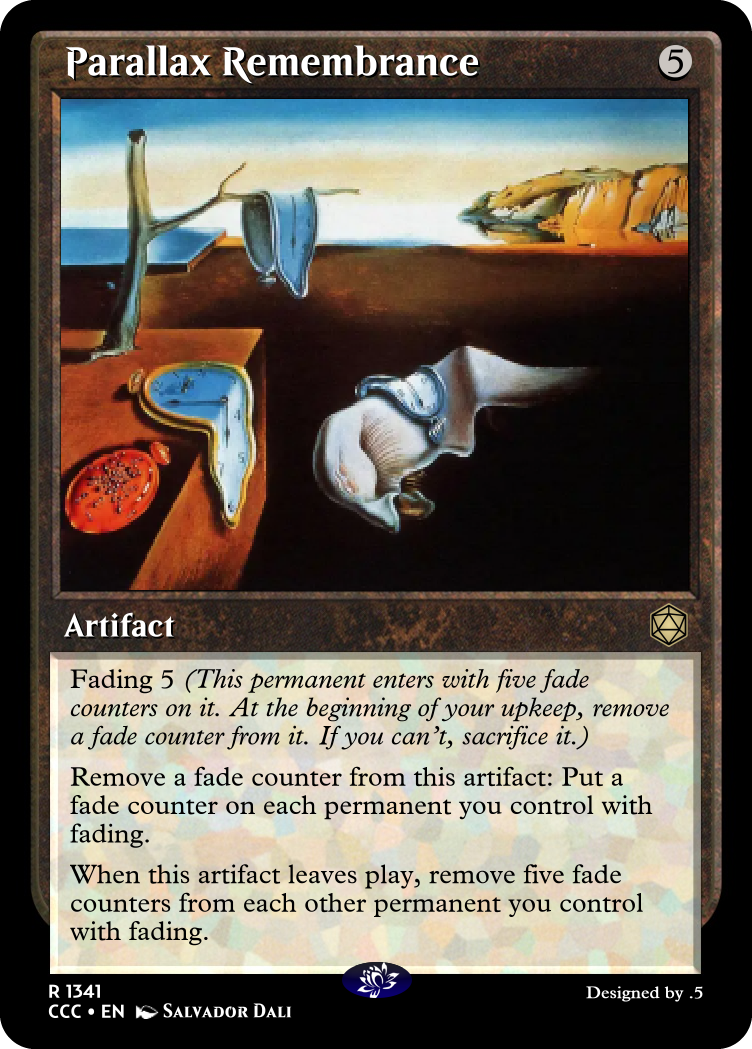 Parallax Remembrance 5
Artifact
Fading 5 (This permanent enters with five fade
counters on it. At the beginning of your upkeep, remove
a fade counter from it. If you can't, sacrifice it.)
Remove a fade counter from this artifact: Put a
fade counter on each permanent you control with
fading.
When this artifact leaves play, remove five fade
counters from each other permanent you control
with fading.
R 1341
CCC • EN Salvador Dali
Designed by .5